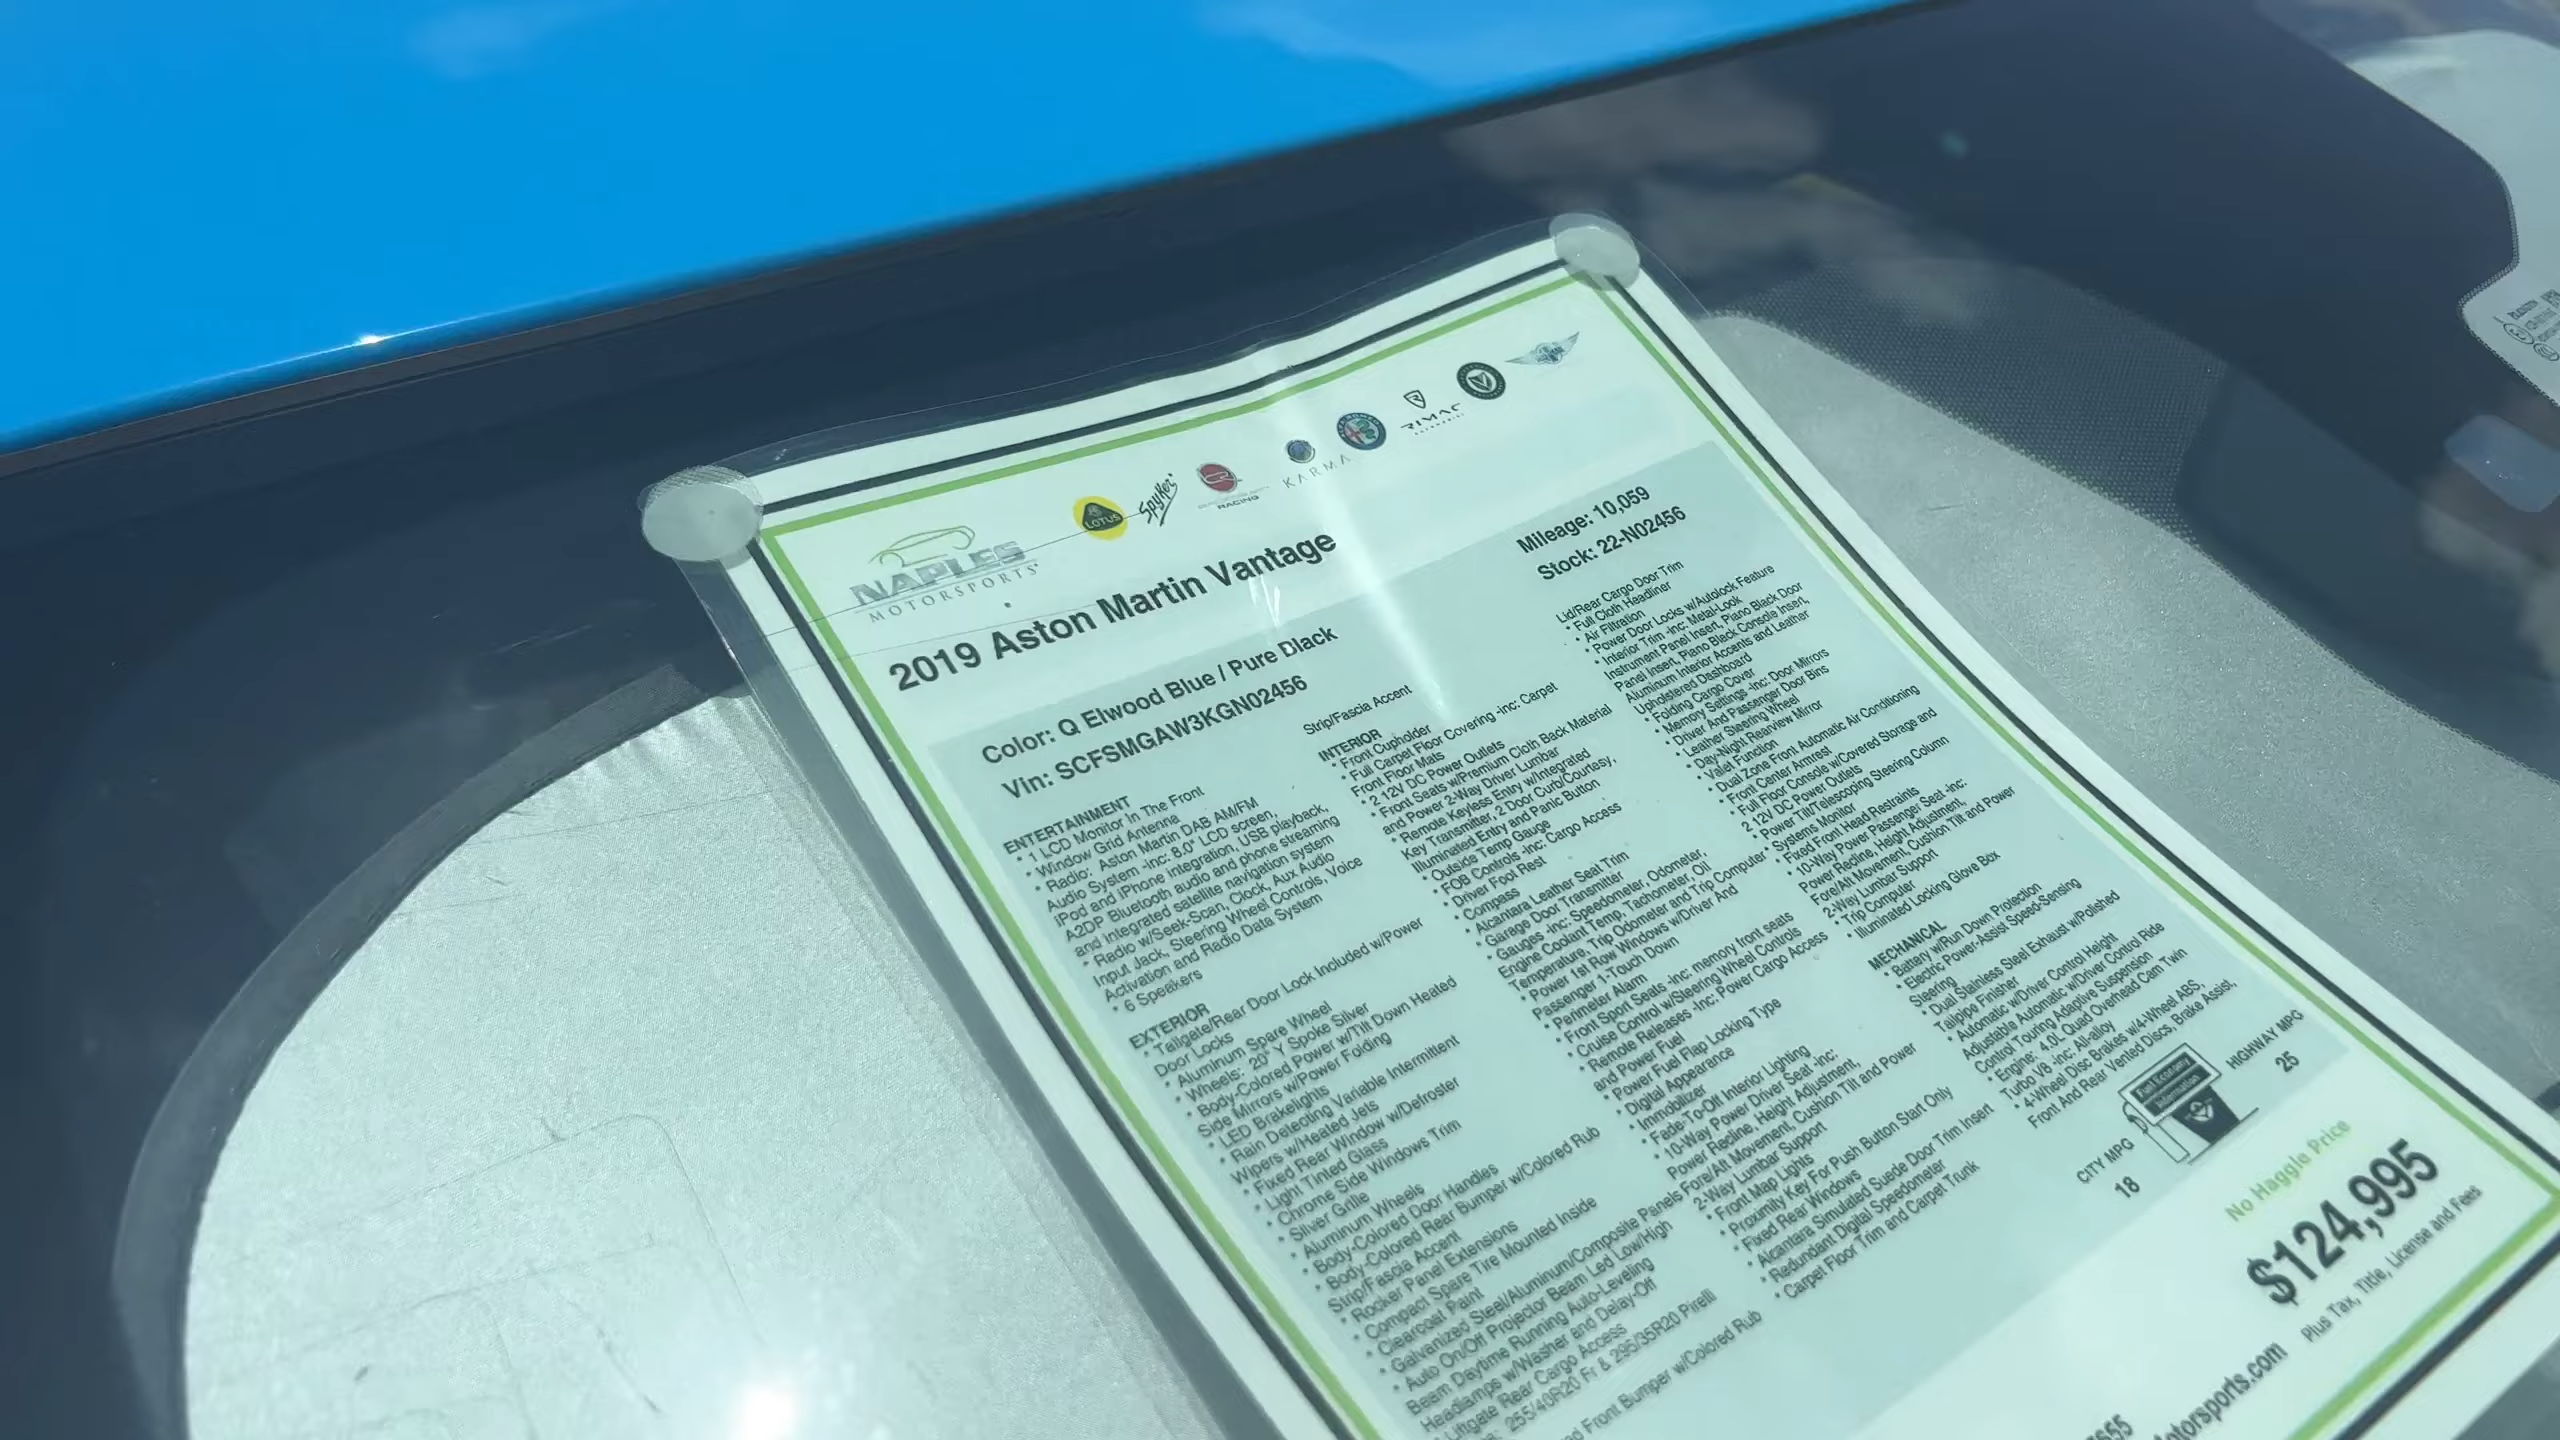 NAPLES
MOTORSPORTS
LOTUS
Spyker
RACING
KARMA
RIMAC
2019 Aston Martin Vantage
Color: Q Elwood Blue / Pure Black
Vin: SCFSMGAW3KGN02456
Mileage: 10,059
Stock: 22-N02456
ENTERTAINMENT
• 1 LCD Monitor In The Front
• Window Grid Antenna
• Radio: Aston Martin DAB AM/FM
Audio System -inc: 8.0" LCD screen,
iPod and iPhone integration, USB playback,
A2DP Bluetooth audio and phone streaming
and integrated satellite navigation system
• Radio w/Seek-Scan, Clock, Aux Audio
Input Jack, Steering Wheel Controls, Voice
Activation and Radio Data System
• 6 Speakers
EXTERIOR
• Tailgate/Rear Door Lock Included w/Power
Door Locks
• Aluminum Spare Wheel
• Wheels: 20" Y Spoke Silver
• Body-Colored Power w/Tilt Down Heated
Side Mirrors w/Power Folding
• LED Brakelights
• Rain Detecting Variable Intermittent
Wipers w/Heated Jets
• Fixed Rear Window w/Defroster
• Light Tinted Glass
• Chrome Side Windows Trim
• Silver Grille
• Aluminum Wheels
• Body-Colored Door Handles
• Body-Colored Rear Bumper w/Colored Rub
Strip/Fascia Accent
• Rocker Panel Extensions
• Compact Spare Tire Mounted Inside
• Clearcoat Paint
• Galvanized Steel/Aluminum/Composite Panels
• Auto On/Off Projector Beam Led Low/High
Beam Daytime Running Auto-Leveling
Headlamps w/Washer and Delay-Off
Liftgate Rear Cargo Access
255/40R20 Fr & 295/35R20 Pirelli
Front Bumper w/Colored Rub
Strip/Fascia Accent
INTERIOR
• Front Cupholder
• Full Carpet Floor Covering -inc: Carpet
Front Floor Mats
• 2 12V DC Power Outlets
• Front Seats w/Premium Cloth Back Material
and Power 2-Way Driver Lumbar
• Remote Keyless Entry w/Integrated
Key Transmitter, 2 Door Curb/Courtesy,
Illuminated Entry and Panic Button
• Outside Temp Gauge
• FOB Controls -inc: Cargo Access
• Driver Foot Rest
• Compass
• Alcantara Leather Seat Trim
• Garage Door Transmitter
• Gauges -inc: Speedometer, Odometer,
Engine Coolant Temp, Tachometer, Oil
Temperature, Trip Odometer and Trip Computer
• Power 1st Row Windows w/Driver And
Passenger 1-Touch Down
• Perimeter Alarm
• Front Sport Seats -inc: memory front seats
• Cruise Control w/Steering Wheel Controls
• Remote Releases -Inc: Power Cargo Access
and Power Fuel
• Power Fuel Flap Locking Type
• Digital Appearance
• Immobilizer
• Fade-To-Off Interior Lighting
• 10-Way Power Driver Seat -inc:
Power Recline, Height Adjustment,
Fore/Aft Movement, Cushion Tilt and Power
2-Way Lumbar Support
• Front Map Lights
• Proximity Key For Push Button Start Only
• Fixed Rear Windows
• Alcantara Simulated Suede Door Trim Insert
• Redundant Digital Speedometer
• Carpet Floor Trim and Carpet Trunk
Lid/Rear Cargo Door Trim
• Full Cloth Headliner
• Air Filtration
• Power Door Locks w/Autolock Feature
• Interior Trim -inc: Metal-Look
Instrument Panel Insert, Piano Black Door
Panel Insert, Piano Black Console Insert,
Aluminum Interior Accents and Leather
Upholstered Dashboard
• Folding Cargo Cover
• Memory Settings -inc: Door Mirrors
• Driver And Passenger Door Bins
• Leather Steering Wheel
• Day-Night Rearview Mirror
• Valet Function
• Dual Zone Front Automatic Air Conditioning
• Front Center Armrest
• Full Floor Console w/Covered Storage and
2 12V DC Power Outlets
• Power Tilt/Telescoping Steering Column
• Systems Monitor
• Fixed Front Head Restraints
• 10-Way Power Passenger Seat -inc:
Power Recline, Height Adjustment,
Fore/Aft Movement, Cushion Tilt and Power
2-Way Lumbar Support
• Trip Computer
• Illuminated Locking Glove Box
MECHANICAL
• Battery w/Run Down Protection
• Electric Power-Assist Speed-Sensing
Steering
• Dual Stainless Steel Exhaust w/Polished
Tailpipe Finisher
• Automatic w/Driver Control Height
Adjustable Automatic w/Driver Control Ride
Control Touring Adaptive Suspension
• Engine: 4.0L Quad Overhead Cam Twin
Turbo V8 -inc: All-alloy
• 4-Wheel Disc Brakes w/4-Wheel ABS,
Front And Rear Vented Discs, Brake Assist,
CITY MPG
18
Fuel Economy
Information
HIGHWAY MPG
25
No Haggle Price
$124,995
Plus Tax, Title, License and Fees
otorsports.com